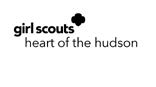 girl scouts
heart of the hudson